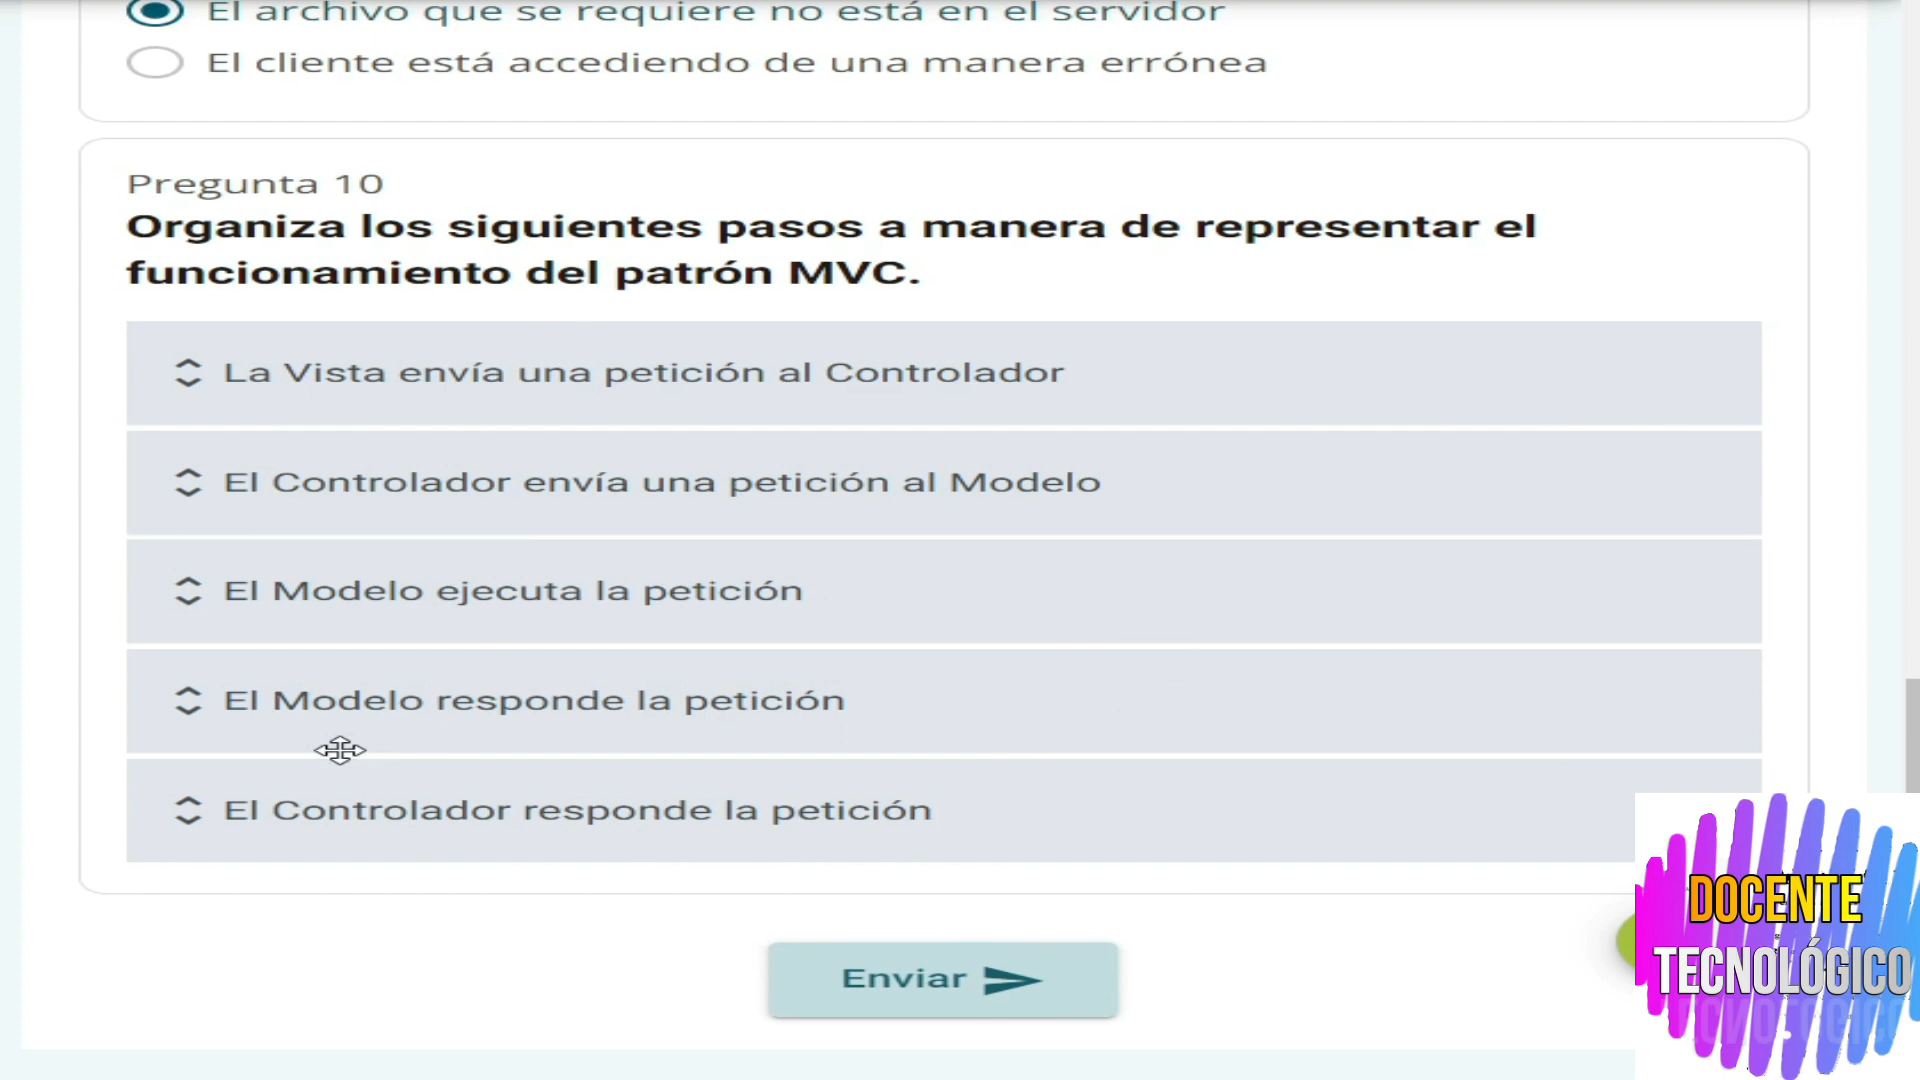 El archivo que se requiere no está en el servidor
El cliente está accediendo de una manera errónea
Pregunta 10
Organiza los siguientes pasos a manera de representar el
funcionamiento del patrón MVC.
La Vista envía una petición al Controlador
El Controlador envía una petición al Modelo
El Modelo ejecuta la petición
El Modelo responde la petición
El Controlador responde la petición
Enviar
DOCENTE
TECNOLÓGICO